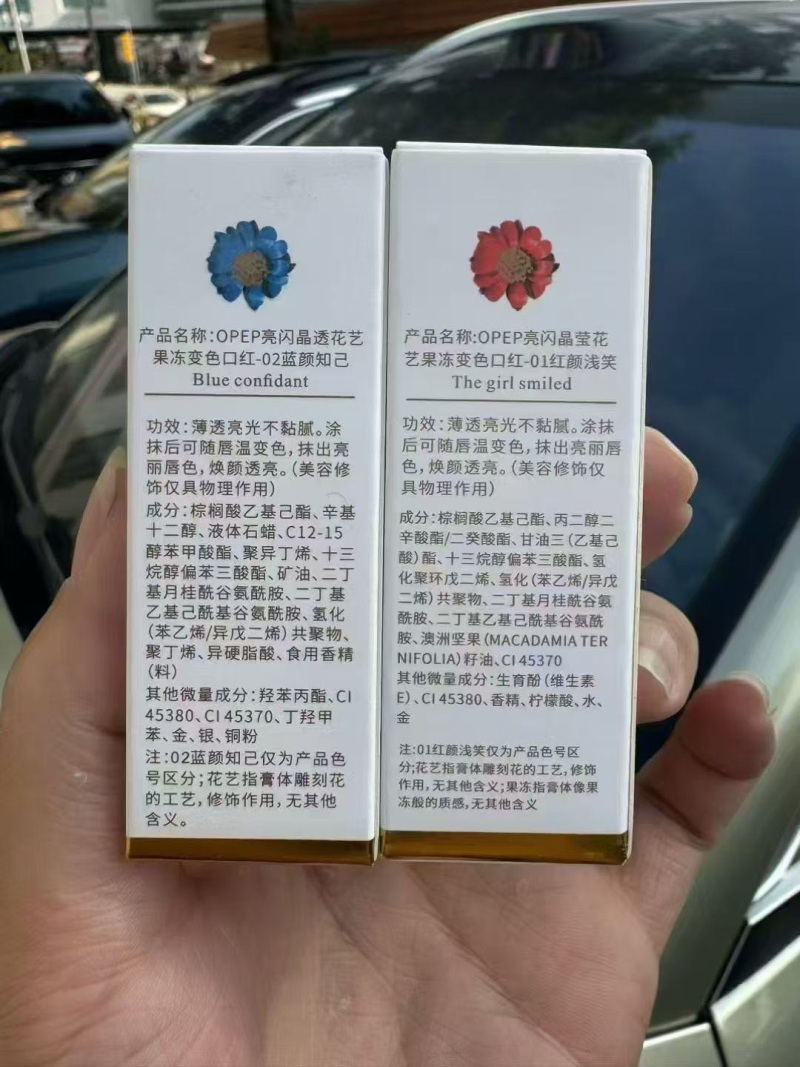 产品名称:OPEP亮闪晶透花艺
果冻变色口红-02蓝颜知己
Blue confidant
功效:薄透亮光不黏腻。涂
抹后可随唇温变色,抹出亮
丽唇色,焕颜透亮。(美容修
饰仅具物理作用)
成分:棕榈酸乙基己酯、辛基
十二醇、液体石蜡、C12-15
醇苯甲酸酯、聚异丁烯、十三
烷醇偏苯三酸酯、矿油、二丁
基月桂酰谷氨酰胺、二丁基
乙基己酰基谷氨酰胺、氢化
(苯乙烯/异戊二烯)共聚物、
聚丁烯、异硬脂酸、食用香精
(料)
其他微量成分:羟苯丙酯、CI
45380、CI 45370、丁羟甲
苯、金、银、铜粉
注:02蓝颜知己仅为产品色
号区分;花艺指膏体雕刻花
的工艺,修饰作用,无其他
含义。
产品名称:OPEP亮闪晶莹花
艺果冻变色口红-01红颜浅笑
The girl smiled
功效:薄透亮光不黏腻。涂抹
后可随唇温变色,抹出亮丽唇
色,焕颜透亮。(美容修饰仅
具物理作用)
成分:棕榈酸乙基己酯、丙二醇二
辛酸酯/二癸酸酯、甘油三(乙基己
酸)酯、十三烷醇偏苯三酸酯、氢
化聚环戊二烯、氢化(苯乙烯/异戊
二烯)共聚物、二丁基月桂酰谷氨
酰胺、二丁基乙基己酰基谷氨酰
胺、澳洲坚果(MACADAMIA TER
NIFOLIA)籽油、CI 45370
其他微量成分:生育酚(维生素
E)、CI 45380、香精、柠檬酸、水、
金
注:01红颜浅笑仅为产品色号区
分;花艺指膏体雕刻花的工艺,修饰
作用,无其他含义;果冻指膏体像果
冻般的质感,无其他含义